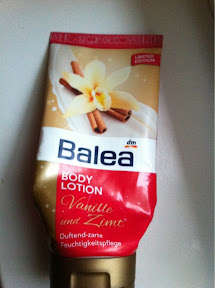 LIMITED
EDITION
dm
Balea
BODY
LOTION
Vanille
und Zimt
Duftend-zarte
Feuchtigkeitspflege